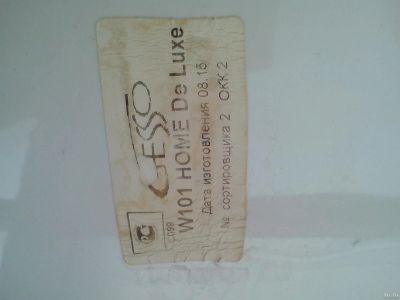 GESSO
W101 HOME De Luxe
Дата изготовления 08.15
№ сортировщика 2 ОКК 2